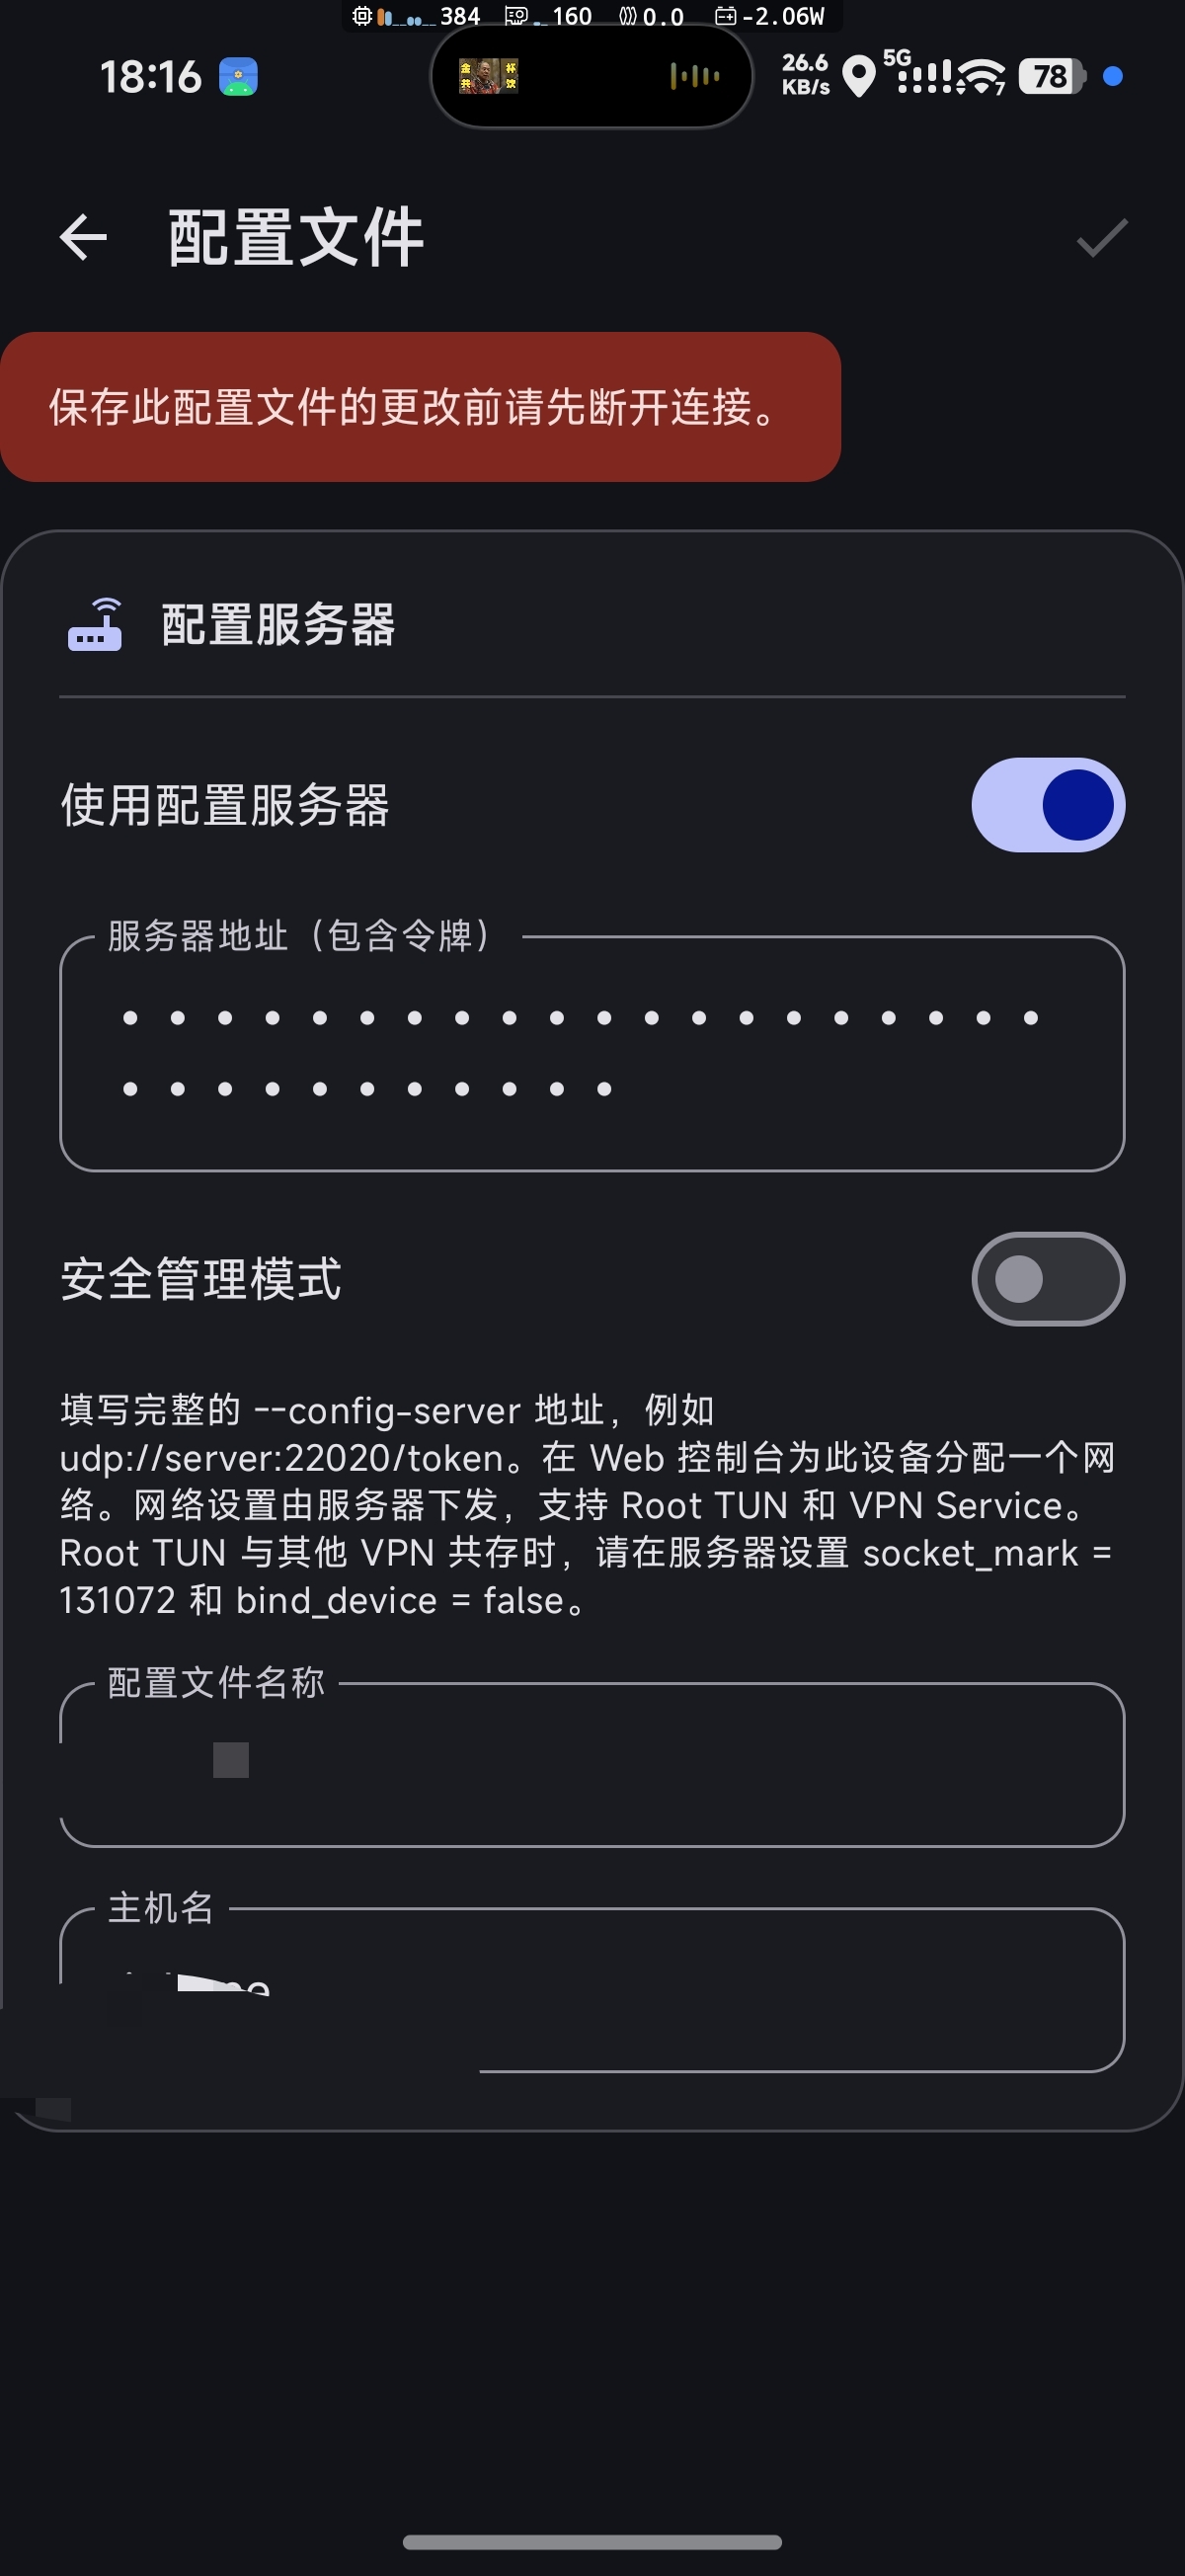 384 160 0.0 -2.06W
18:16
金 杯
共 饮
26.6 KB/s 5G 7 78
配置文件
保存此配置文件的更改前请先断开连接。
配置服务器
使用配置服务器
服务器地址（包含令牌）
安全管理模式
填写完整的 --config-server 地址，例如
udp://server:22020/token。在 Web 控制台为此设备分配一个网
络。网络设置由服务器下发，支持 Root TUN 和 VPN Service。
Root TUN 与其他 VPN 共存时，请在服务器设置 socket_mark =
131072 和 bind_device = false。
配置文件名称
主机名